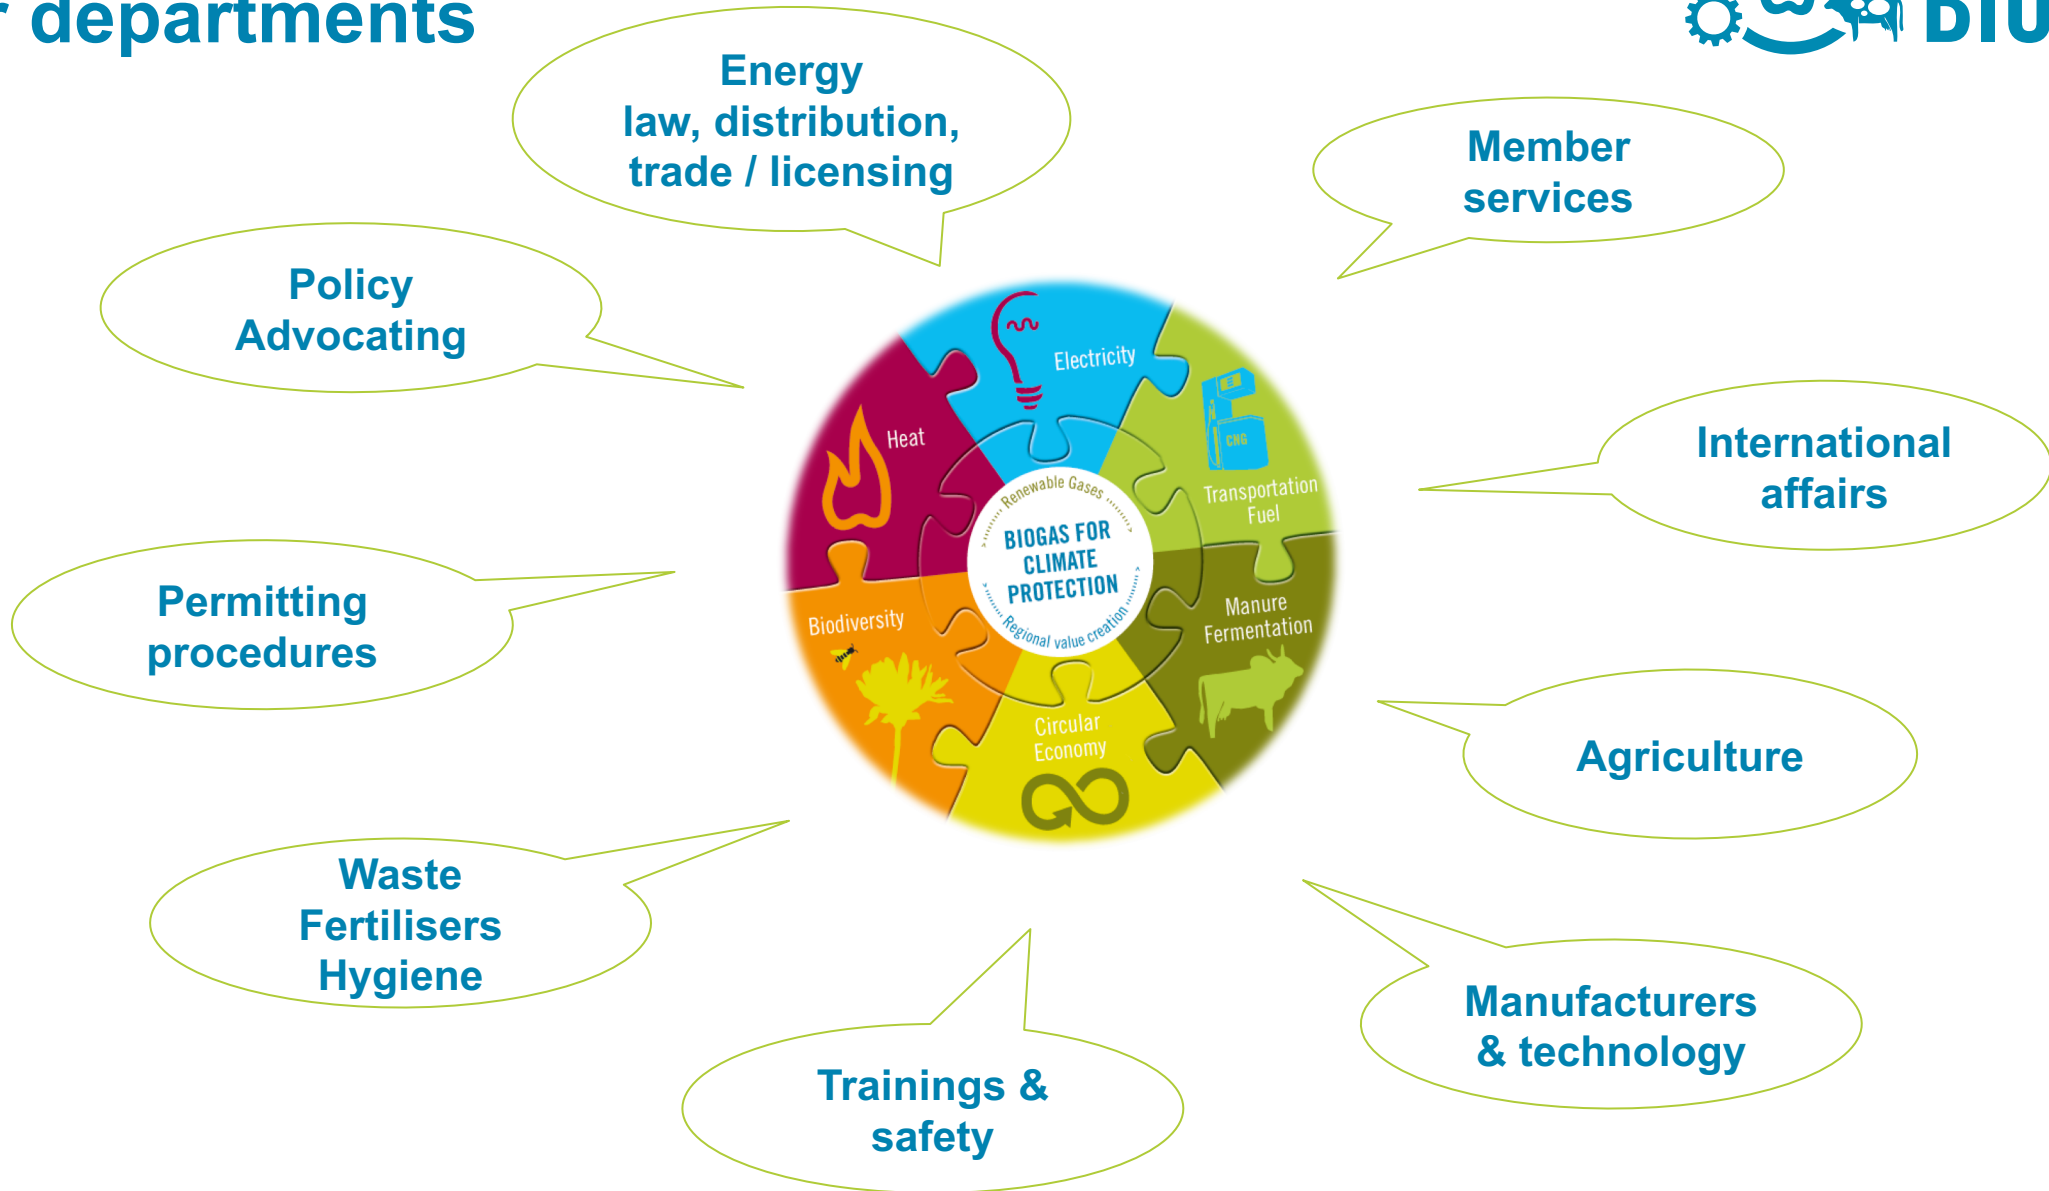 departments
Energy
law, distribution,
trade / licensing
Member
services
Policy
Advocating
International
affairs
Permitting
procedures
Agriculture
Waste
Fertilisers
Hygiene
Manufacturers
& technology
Trainings &
safety
Electricity
Heat
CNG
Transportation
Fuel
Renewable Gases
BIOGAS FOR
CLIMATE
PROTECTION
Regional value creation
Biodiversity
Manure
Fermentation
Circular
Economy